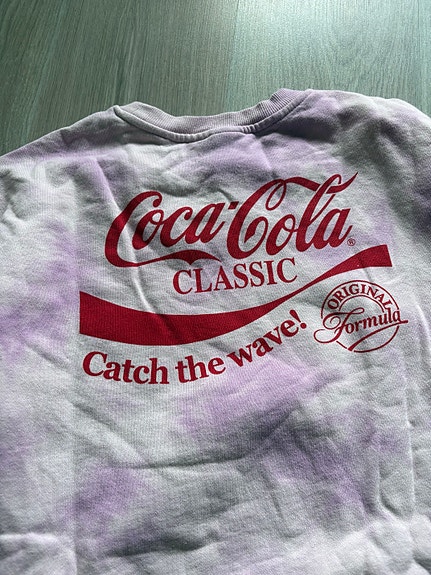 Coca-Cola®
CLASSIC
Catch the wave!
ORIGINAL
Formula